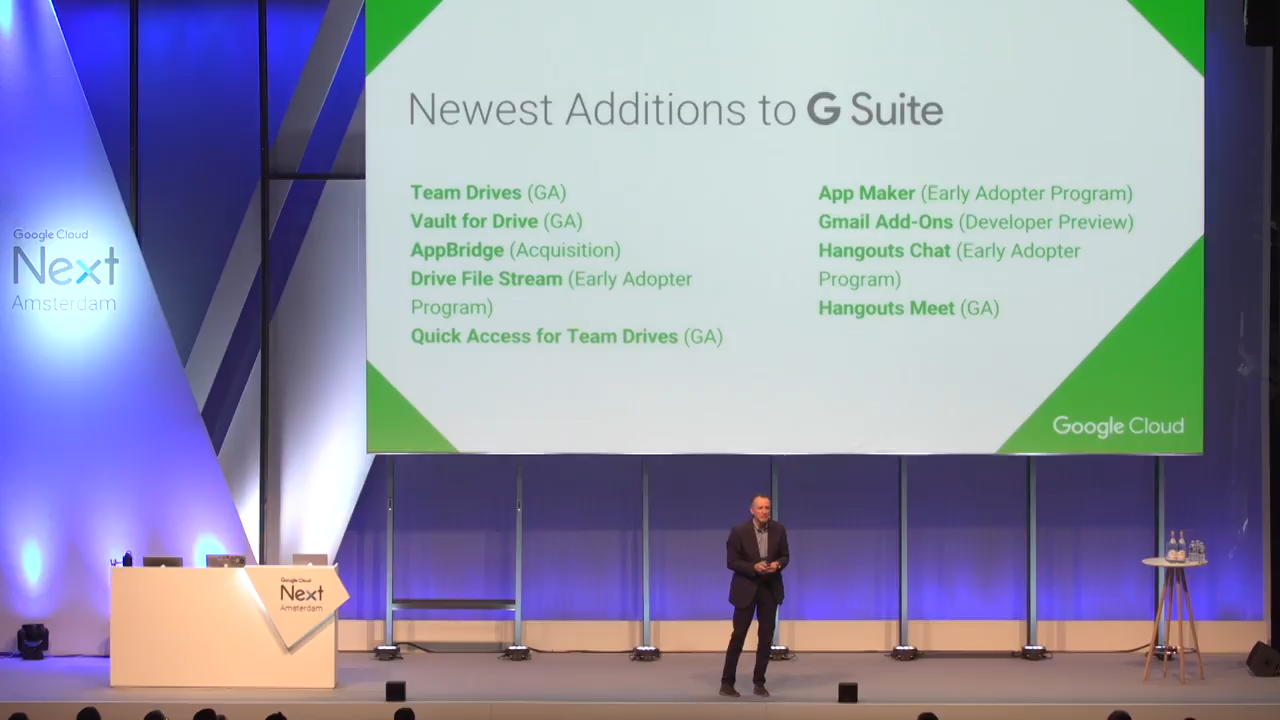 Newest Additions to G Suite
Team Drives (GA)
Vault for Drive (GA)
AppBridge (Acquisition)
Drive File Stream (Early Adopter
Program)
Quick Access for Team Drives (GA)
App Maker (Early Adopter Program)
Gmail Add-Ons (Developer Preview)
Hangouts Chat (Early Adopter
Program)
Hangouts Meet (GA)
Google Cloud
Google Cloud
Next
Amsterdam
Google Cloud
Next
Amsterdam